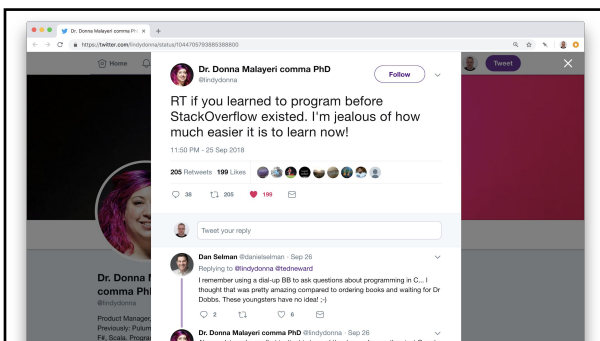 Dr. Donna Malayeri comma PhD
https://twitter.com/lindydonna/status/1044705793885388800
Home
Tweet
Dr. Donna Malayeri comma PhD
@lindydonna
Follow
RT if you learned to program before
StackOverflow existed. I'm jealous of how
much easier it is to learn now!
11:50 PM - 25 Sep 2018
205 Retweets 199 Likes
38 205 199
Tweet your reply
Dan Selman @danielselman · Sep 26
Replying to @lindydonna @tedneward
I remember using a dial-up BB to ask questions about programming in C... I
thought that was pretty amazing compared to ordering books and waiting for Dr
Dobbs. These youngsters have no idea! ;-)
2 6
Dr. Donna M
comma PhD
@lindydonna
Product Manager,
Previously: Pulum
F#, Scala. Program
Dr. Donna Malayeri comma PhD @lindydonna · Sep 26